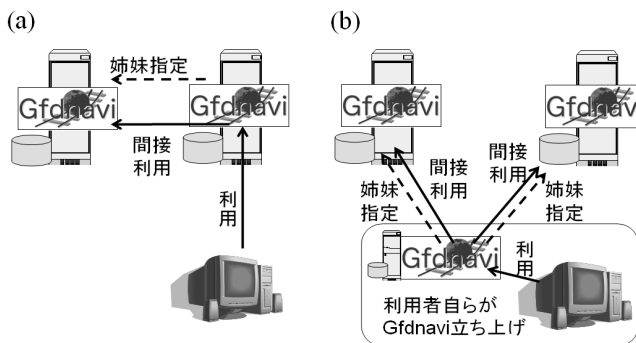 (a)
姉妹指定
Gfdnavi
Gfdnavi
間接
利用
利用
(b)
Gfdnavi
Gfdnavi
間接
利用
間接
利用
姉妹
指定
姉妹
指定
Gfdnavi
利用
利用者自らが
Gfdnavi立ち上げ